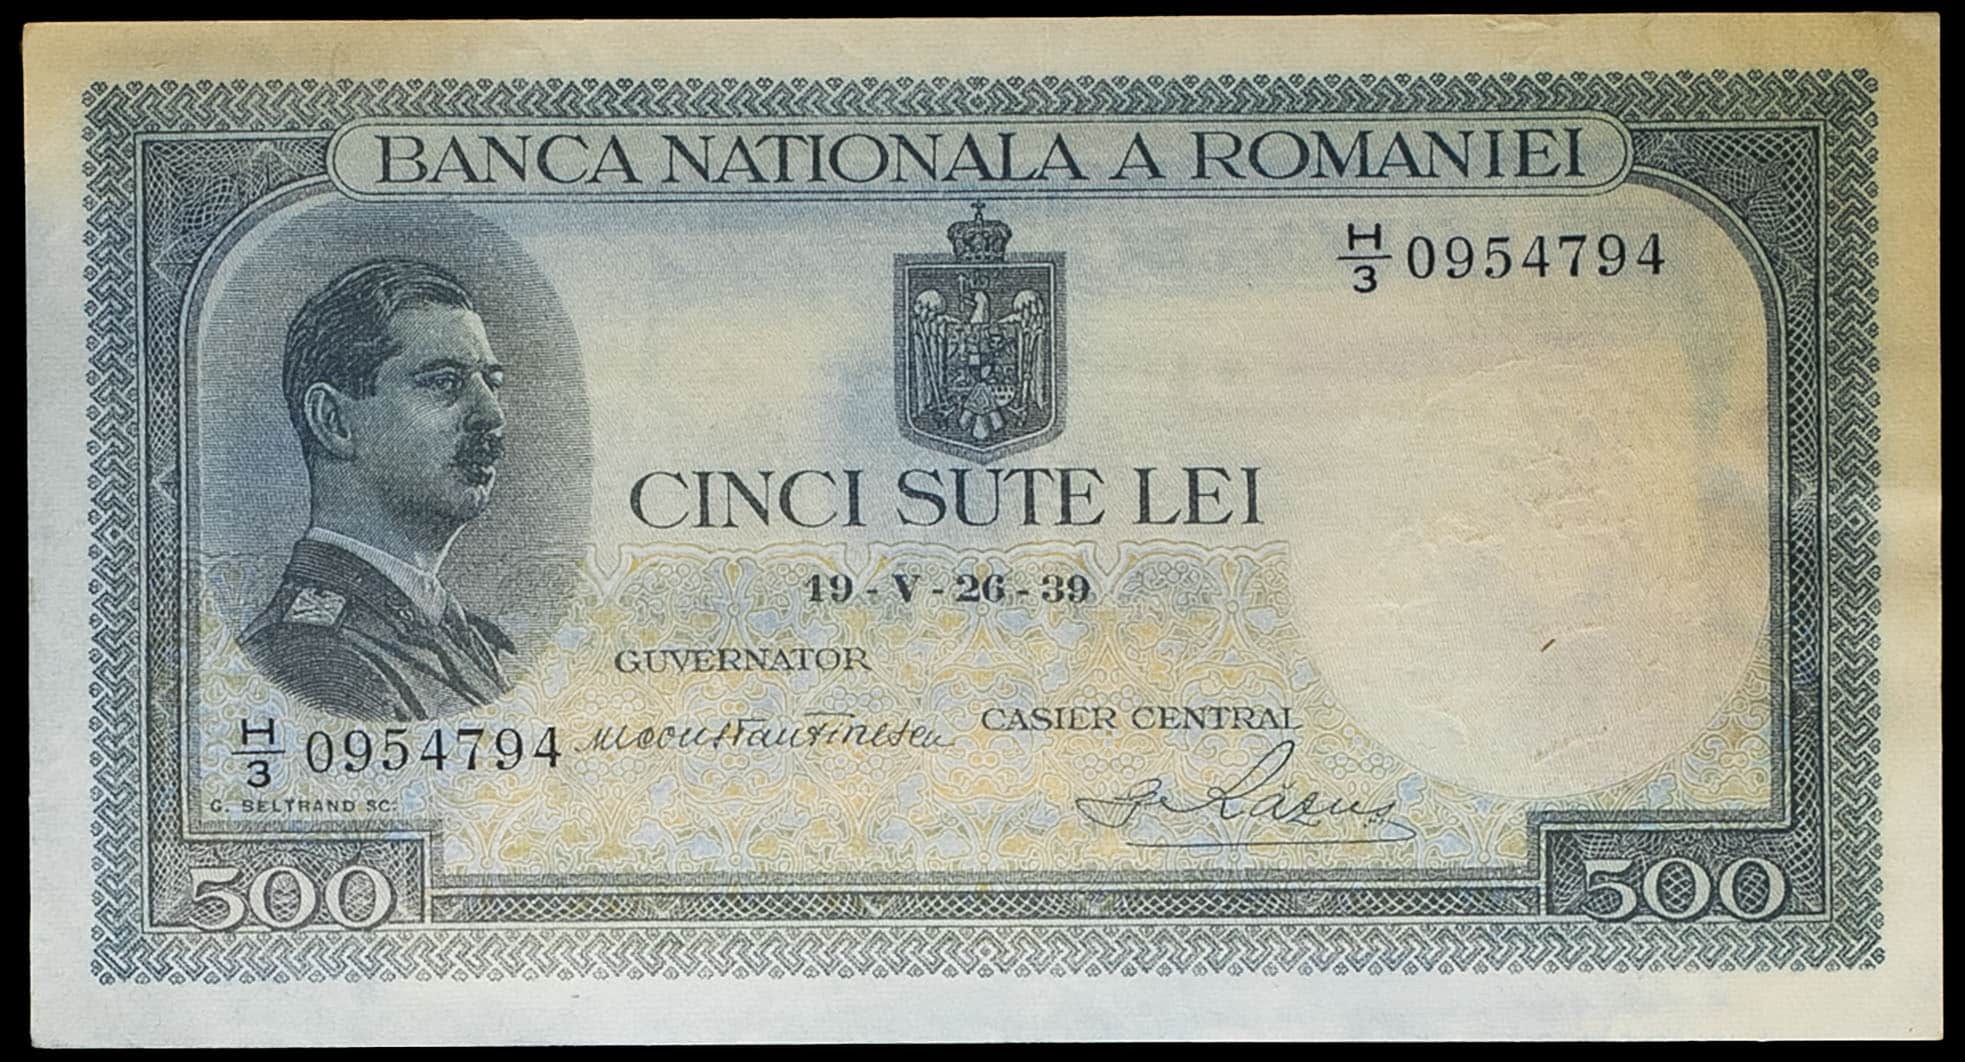 BANCA NATIONALA A ROMANIEI
H/3 0954794
CINCI SUTE LEI
19 - V - 26 - 39
GUVERNATOR
CASIER CENTRAL
H/3 0954794
G. BELTRAND SC.
500
500